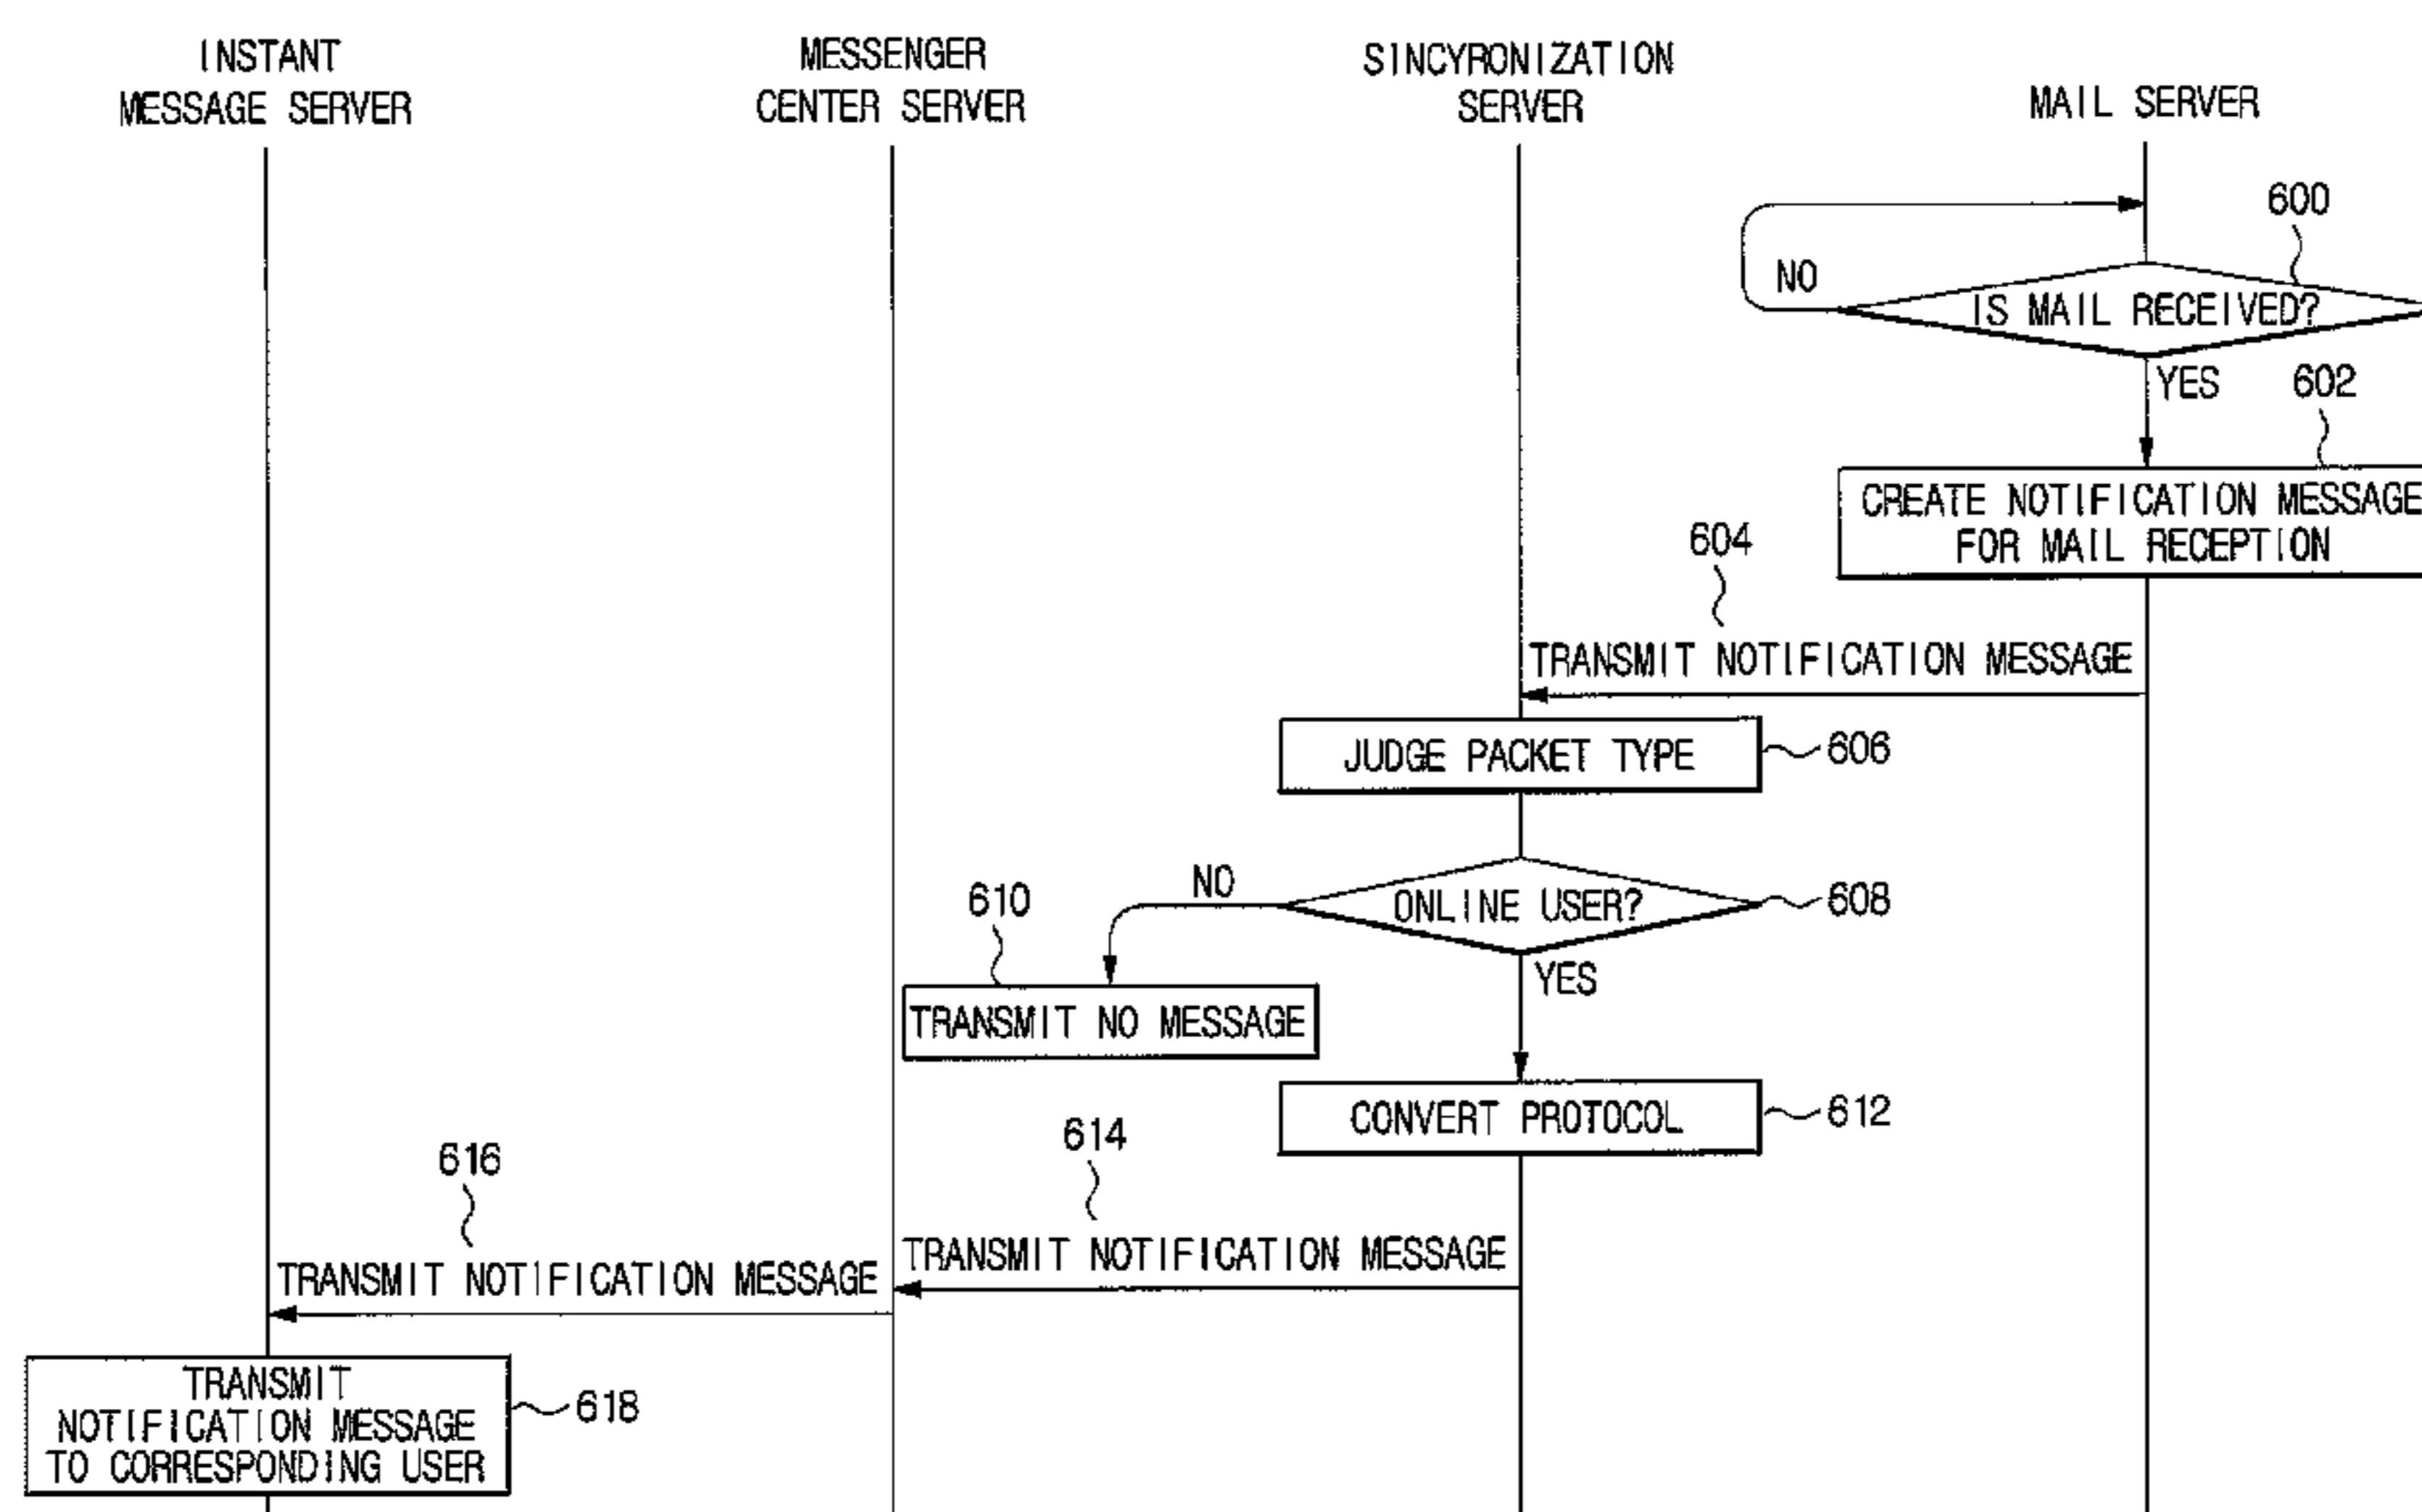 INSTANT
MESSAGE SERVER
MESSENGER
CENTER SERVER
SINCYRONIZATION
SERVER
MAIL SERVER
600
NO
IS MAIL RECEIVED?
YES
602
CREATE NOTIFICATION MESSAGE
FOR MAIL RECEPTION
604
TRANSMIT NOTIFICATION MESSAGE
JUDGE PACKET TYPE
606
NO
610
ONLINE USER?
608
YES
TRANSMIT NO MESSAGE
CONVERT PROTOCOL
612
614
616
TRANSMIT NOTIFICATION MESSAGE
TRANSMIT NOTIFICATION MESSAGE
TRANSMIT
NOTIFICATION MESSAGE
TO CORRESPONDING USER
618